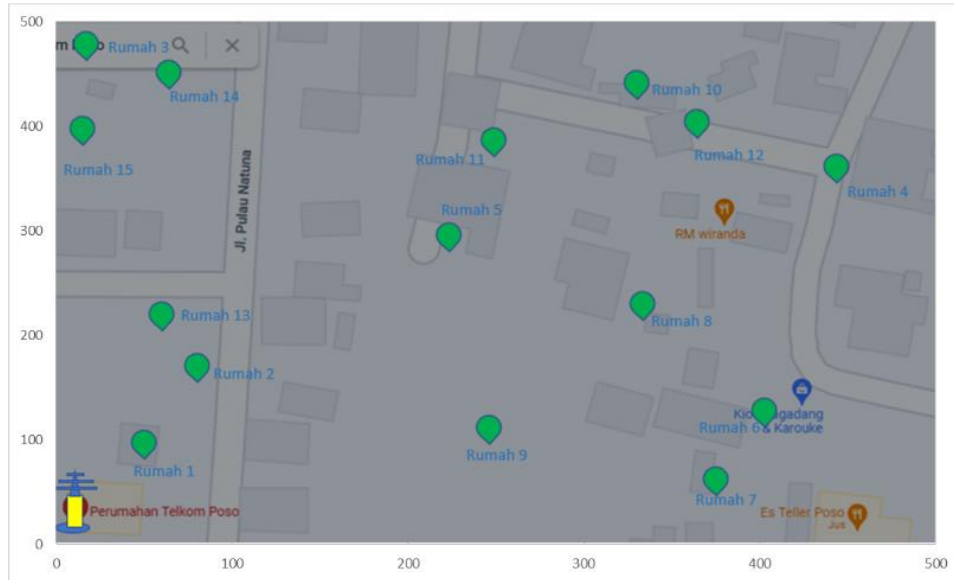 500
Rumah 3
Rumah 14
Rumah 10
400
Rumah 11
Rumah 12
Rumah 15
Rumah 4
Jl. Pulau Natuna
Rumah 5
RM wiranda
300
Rumah 13
Rumah 8
200
Rumah 2
Rumah 6
& Karouke
100
Rumah 9
Rumah 1
Rumah 7
Perumahan Telkom Poso
Es Teller Poso
Jus
0
0 100 200 300 400 500